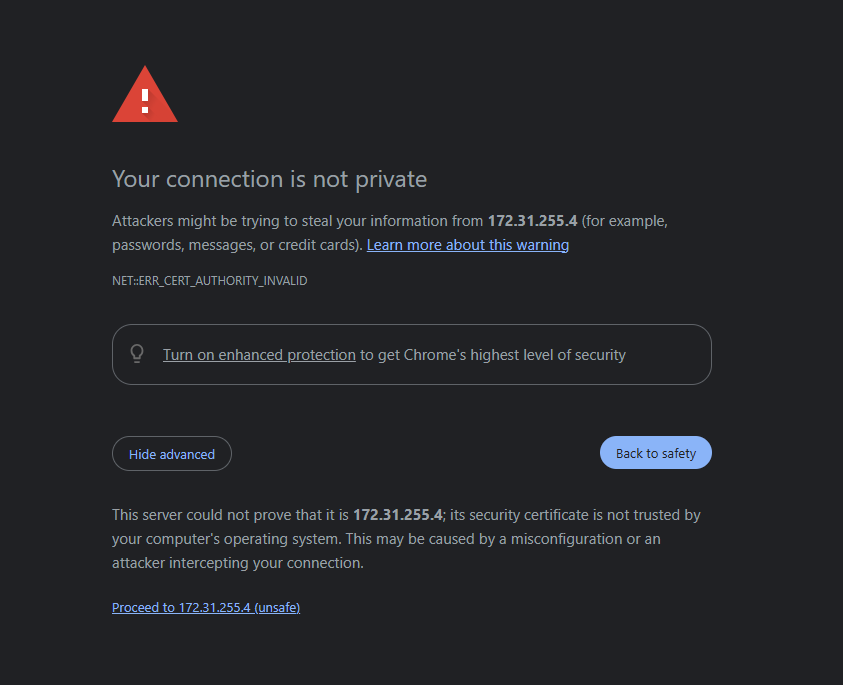 Your connection is not private
Attackers might be trying to steal your information from 172.31.255.4 (for example,
passwords, messages, or credit cards). Learn more about this warning
NET::ERR_CERT_AUTHORITY_INVALID
Turn on enhanced protection to get Chrome's highest level of security
Hide advanced
Back to safety
This server could not prove that it is 172.31.255.4; its security certificate is not trusted by
your computer's operating system. This may be caused by a misconfiguration or an
attacker intercepting your connection.
Proceed to 172.31.255.4 (unsafe)